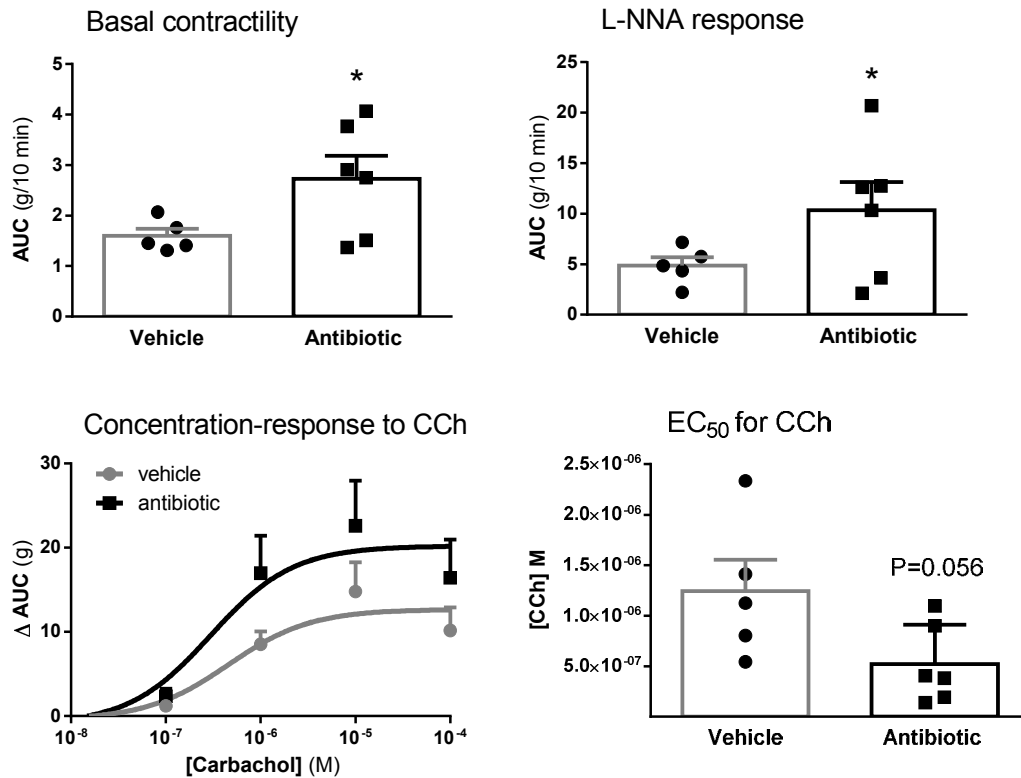 Basal contractility
AUC (g/10 min)
5
4
3
2
1
0
*
Vehicle
Antibiotic
L-NNA response
AUC (g/10 min)
25
20
15
10
5
0
*
Vehicle
Antibiotic
Concentration-response to CCh
Δ AUC (g)
30
20
10
0
vehicle
antibiotic
10⁻⁸
10⁻⁷
10⁻⁶
10⁻⁵
10⁻⁴
[Carbachol] (M)
EC₅₀ for CCh
[CCh] M
2.5×10⁻⁰⁶
2.0×10⁻⁰⁶
1.5×10⁻⁰⁶
1.0×10⁻⁰⁶
5.0×10⁻⁰⁷
P=0.056
Vehicle
Antibiotic